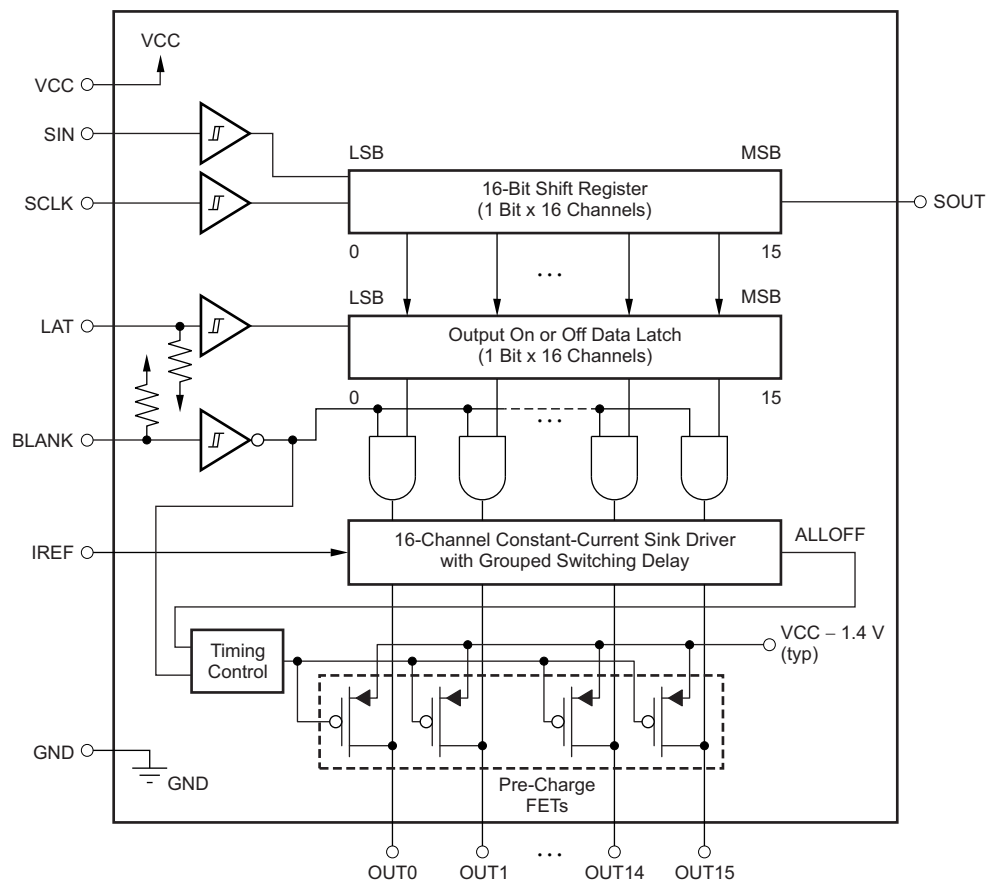 VCC
VCC
SIN
LSB
MSB
SCLK
16-Bit Shift Register
(1 Bit x 16 Channels)
SOUT
0
15
...
LSB
MSB
LAT
Output On or Off Data Latch
(1 Bit x 16 Channels)
0
15
...
BLANK
IREF
16-Channel Constant-Current Sink Driver
with Grouped Switching Delay
ALLOFF
VCC – 1.4 V
(typ)
Timing
Control
GND
GND
Pre-Charge
FETs
OUT0
OUT1
...
OUT14
OUT15